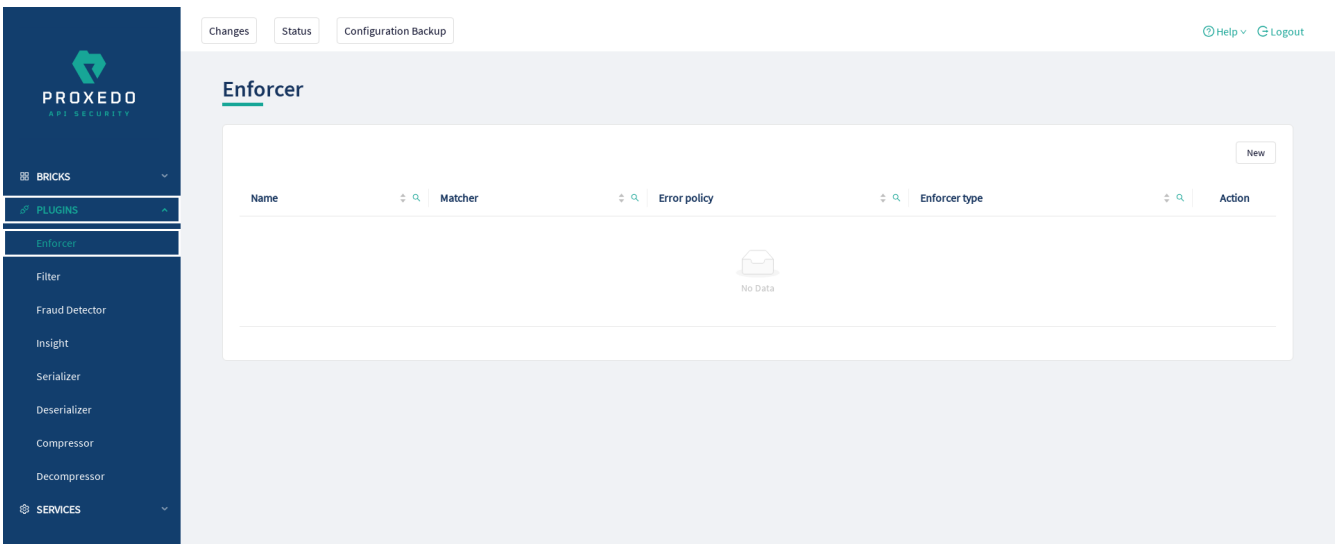 Changes Status Configuration Backup Help Logout
PROXEDO
API SECURITY
BRICKS
PLUGINS
Enforcer
Filter
Fraud Detector
Insight
Serializer
Deserializer
Compressor
Decompressor
SERVICES
Enforcer
New
Name Matcher Error policy Enforcer type Action
No Data